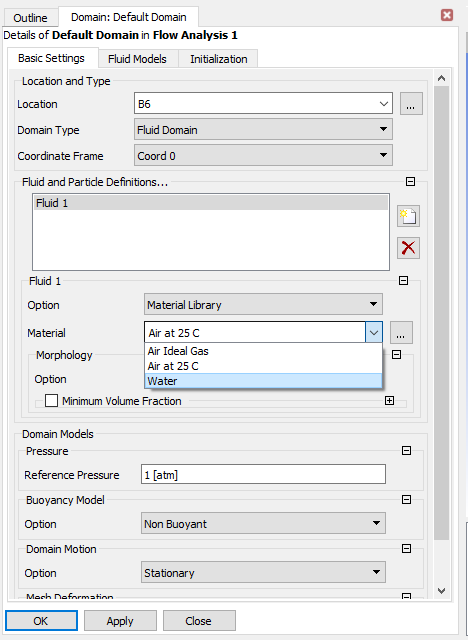 Outline Domain: Default Domain
Details of Default Domain in Flow Analysis 1
Basic Settings Fluid Models Initialization
Location and Type
Location B6 ...
Domain Type Fluid Domain
Coordinate Frame Coord 0
Fluid and Particle Definitions...
Fluid 1
Fluid 1
Option Material Library
Material Air at 25 C ...
Air Ideal Gas
Air at 25 C
Water
Morphology
Option
Minimum Volume Fraction
Domain Models
Pressure
Reference Pressure 1 [atm]
Buoyancy Model
Option Non Buoyant
Domain Motion
Option Stationary
Mesh Deformation
OK Apply Close